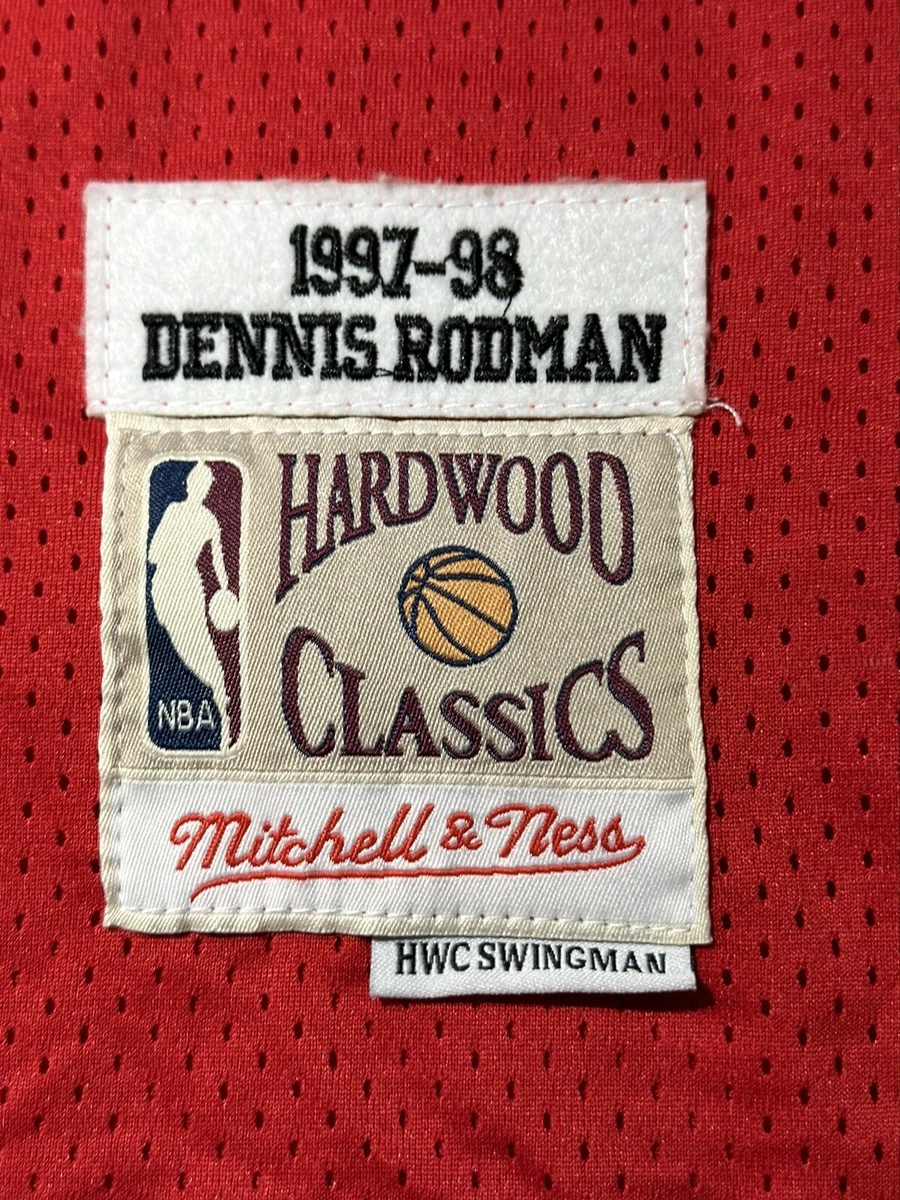 1997-98
DENNIS RODMAN
HARDWOOD
CLASSICS
NBA
Mitchell & Ness
HWC SWINGMAN